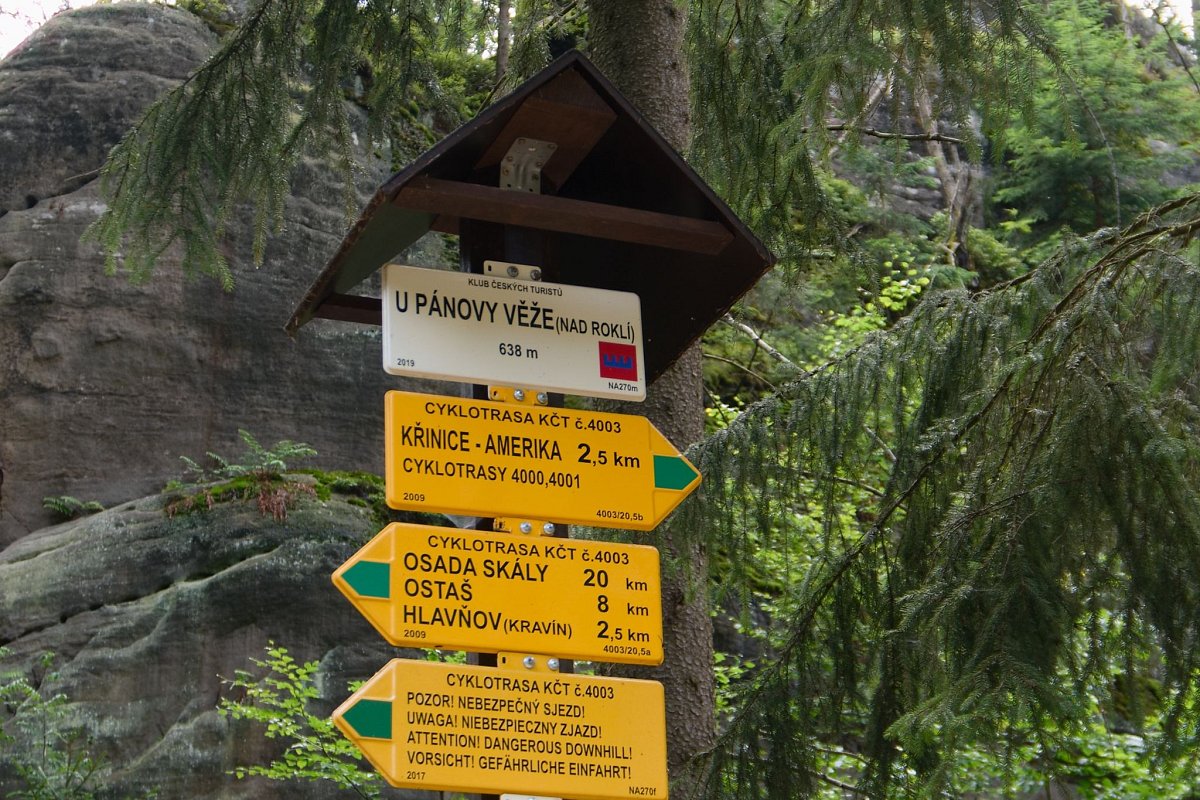 KLUB ČESKÝCH TURISTŮ
U PÁNOVY VĚŽE (NAD ROKLÍ)
638 m
2019
NA270m
CYKLOTRASA KČT č.4003
KŘINICE - AMERIKA 2,5 km
CYKLOTRASY 4000,4001
2009
4003/20,5b
CYKLOTRASA KČT č.4003
OSADA SKÁLY 20 km
OSTAŠ 8 km
HLAVŇOV (KRAVÍN) 2,5 km
2009
4003/20,5a
CYKLOTRASA KČT č.4003
POZOR! NEBEZPEČNÝ SJEZD!
UWAGA! NIEBEZPIECZNY ZJAZD!
ATTENTION! DANGEROUS DOWNHILL!
VORSICHT! GEFÄHRLICHE EINFAHRT!
2017
NA270f